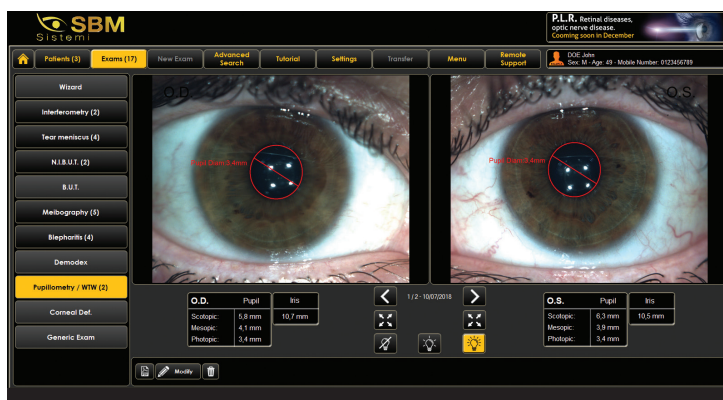 SBM
Sistemi
P.L.R. Retinal diseases,
optic nerve disease.
Cooming soon in December
Patients (3)
Exams (17)
New Exam
Advanced
Search
Tutorial
Settings
Transfer
Menu
Remote
Support
DOE John
Sex: M - Age: 49 - Mobile Number: 0123456789
Wizard
Interferometry (2)
Tear meniscus (4)
N.I.B.U.T. (2)
B.U.T.
Meibography (5)
Blepharitis (4)
Demodex
Pupillometry / WTW (2)
Corneal Def.
Generic Exam
O.D.
Pupil Diam 3.4mm
O.S.
Pupil Diam 3.4mm
O.D. Pupil Iris
Scotopic: 5,8 mm 10,7 mm
Mesopic: 4,1 mm
Photopic: 3,4 mm
1 / 2 - 10/07/2018
O.S. Pupil Iris
Scotopic: 6,3 mm 10,5 mm
Mesopic: 3,9 mm
Photopic: 3,4 mm
Modify